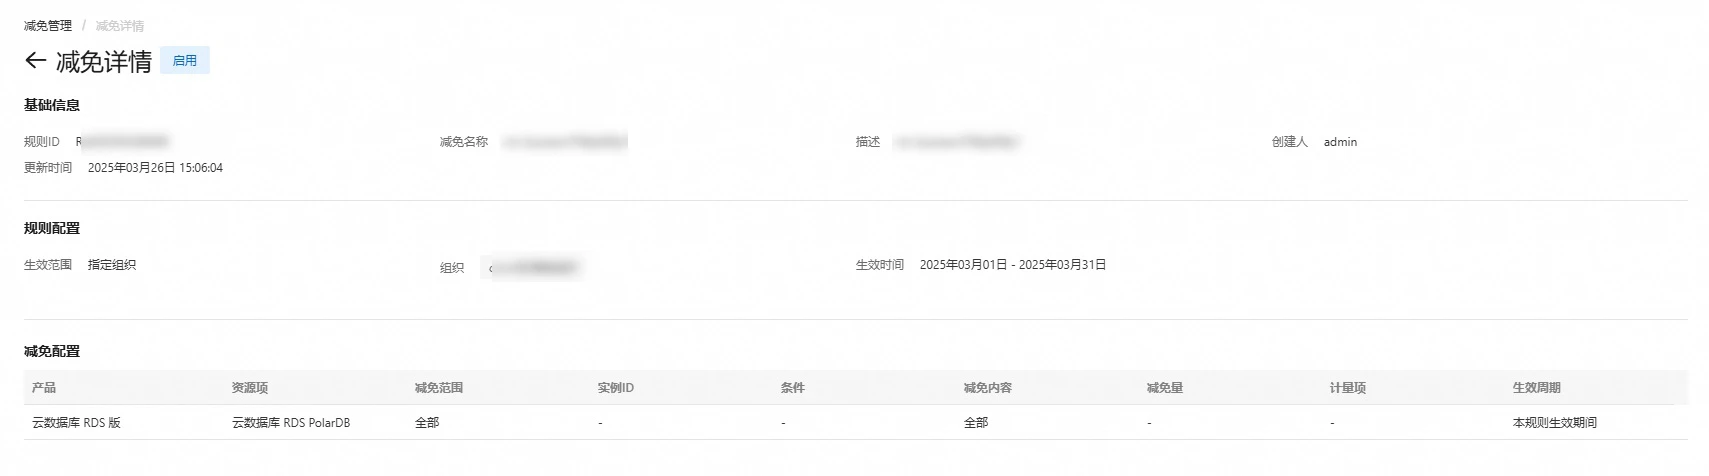 减免管理 / 减免详情
← 减免详情 启用
基础信息
规则ID R 减免名称 描述 创建人 admin
更新时间 2025年03月26日 15:06:04
规则配置
生效范围 指定组织 组织 生效时间 2025年03月01日 - 2025年03月31日
减免配置
产品 资源项 减免范围 实例ID 条件 减免内容 减免量 计量项 生效周期
云数据库 RDS 版 云数据库 RDS PolarDB 全部 - - 全部 - - 本规则生效期间